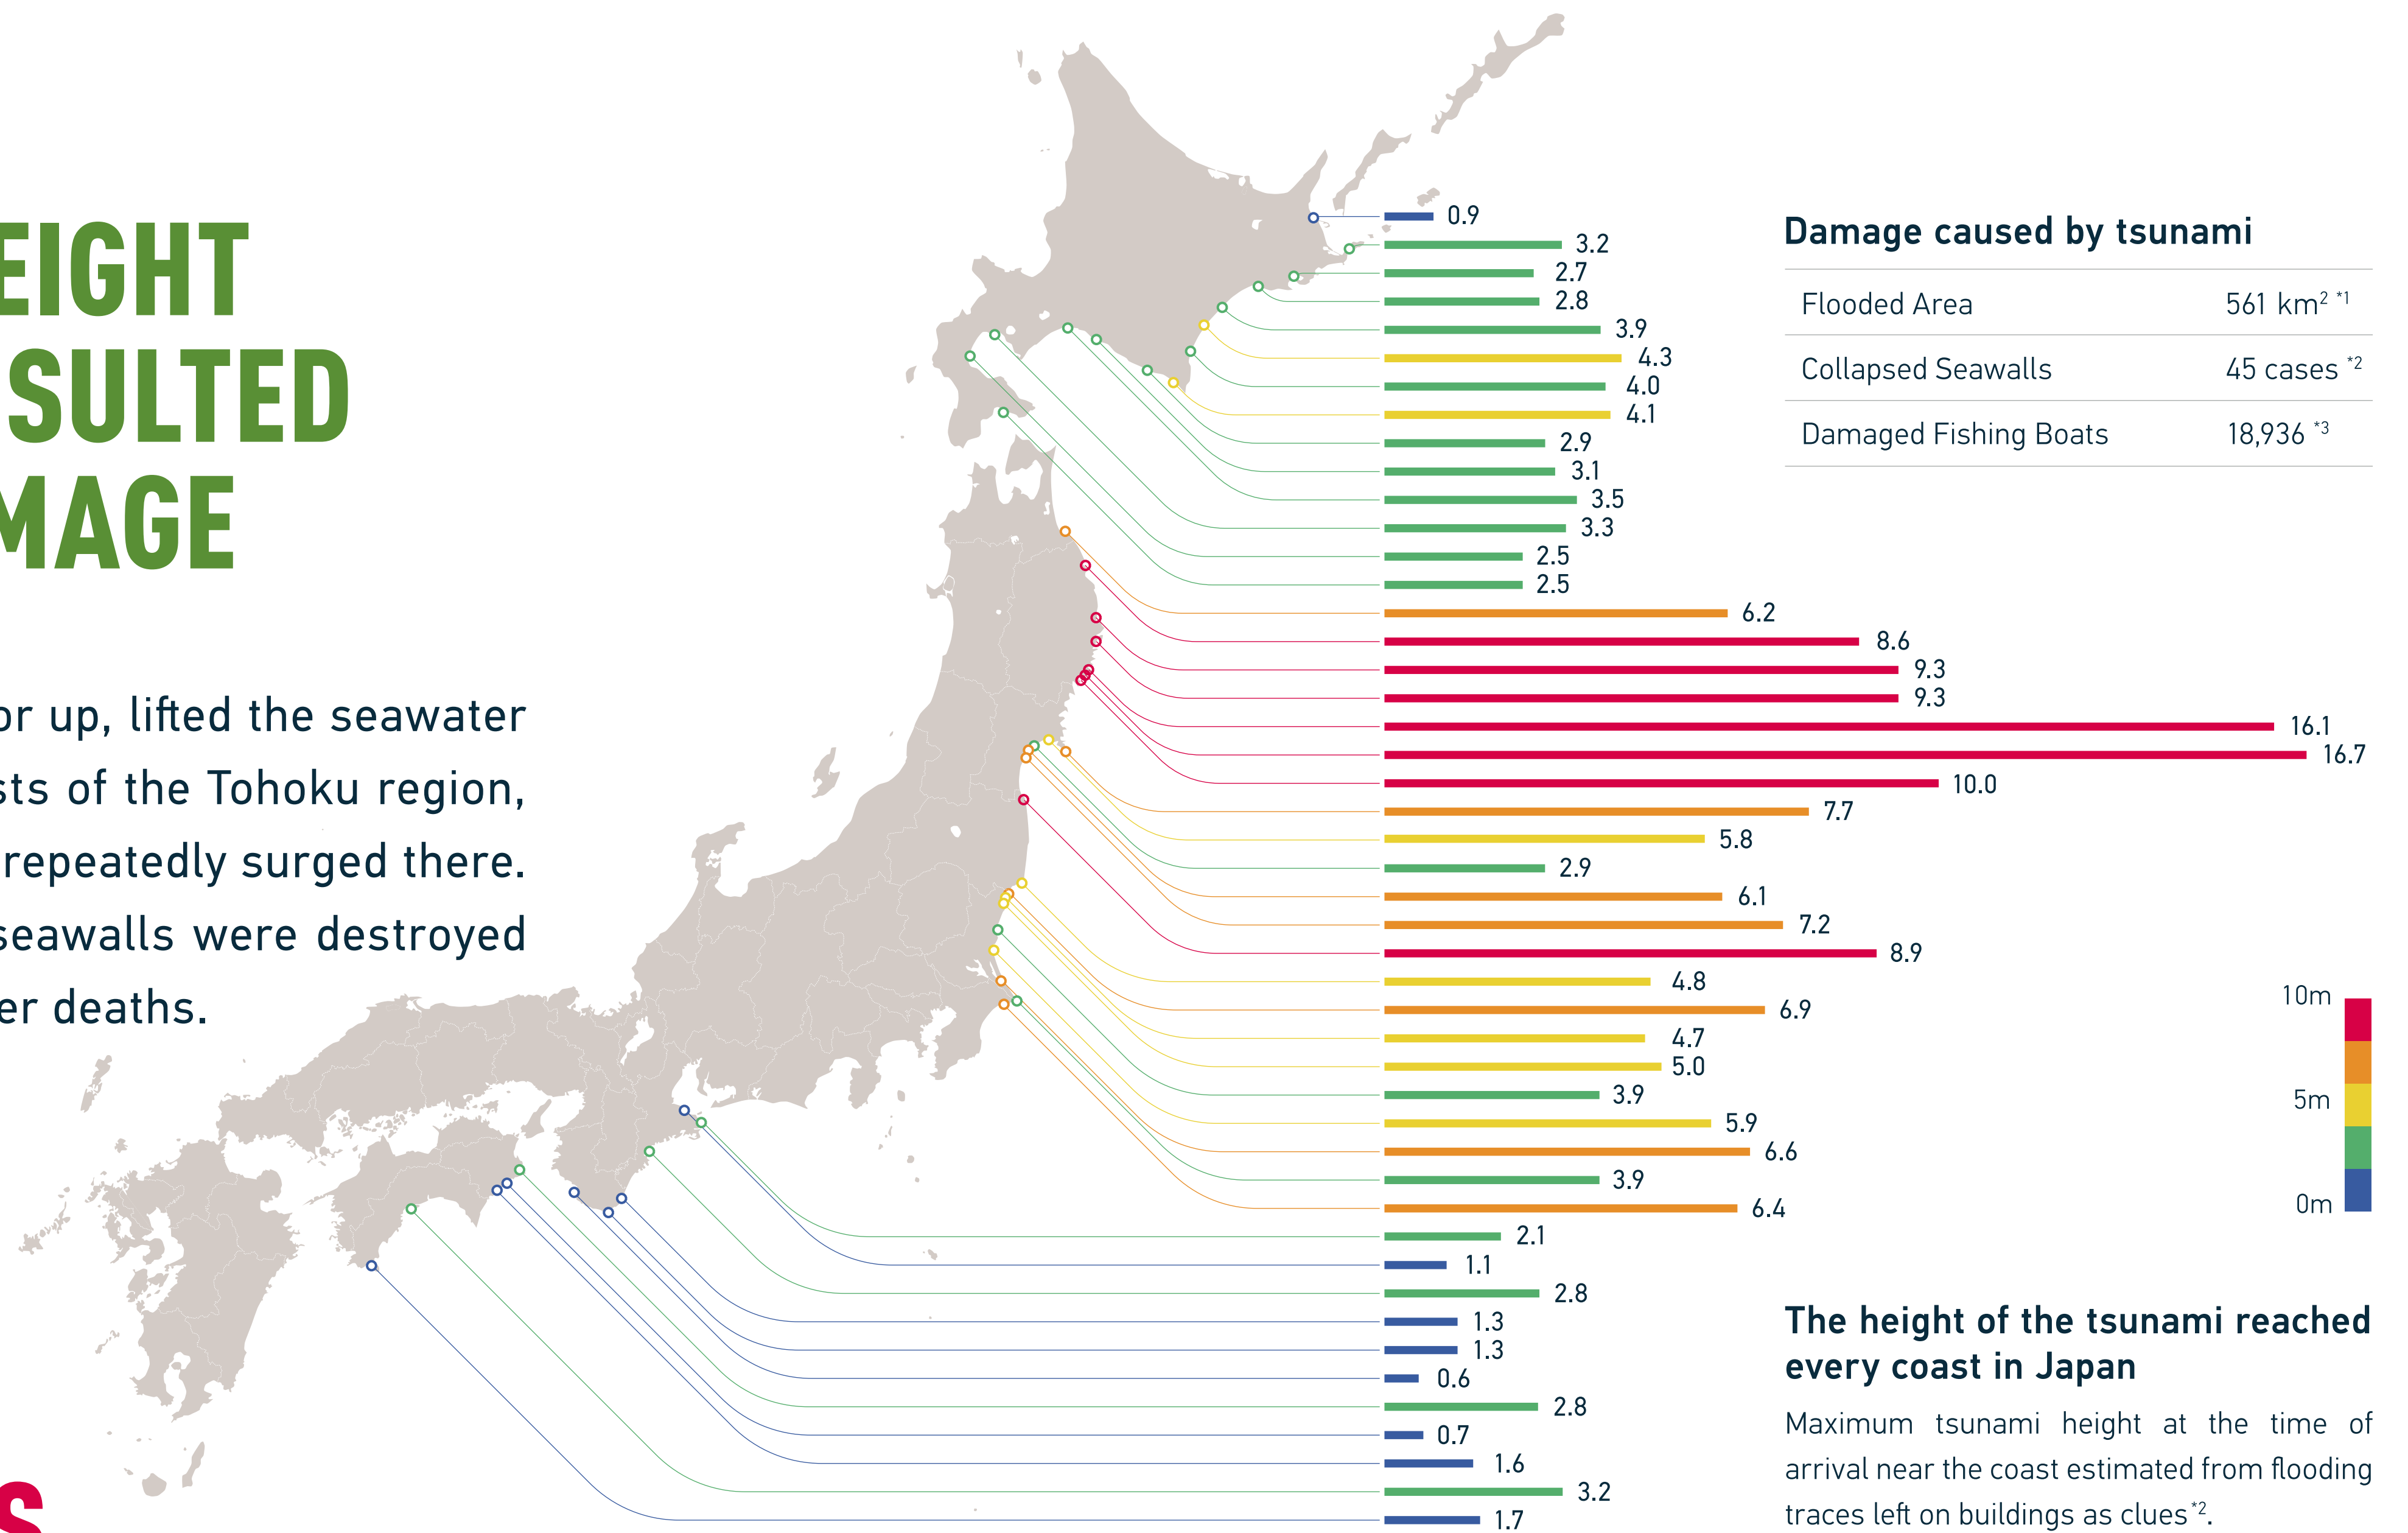 EIGHT
SULTED
MAGE
or up, lifted the seawater
sts of the Tohoku region,
repeatedly surged there.
seawalls were destroyed
er deaths.
S
0.9
3.2
2.7
2.8
3.9
4.3
4.0
4.1
2.9
3.1
3.5
3.3
2.5
2.5
6.2
8.6
9.3
9.3
16.1
16.7
10.0
7.7
5.8
2.9
6.1
7.2
8.9
4.8
6.9
4.7
5.0
3.9
5.9
6.6
3.9
6.4
2.1
1.1
2.8
1.3
1.3
0.6
2.8
0.7
1.6
3.2
1.7
Damage caused by tsunami
Flooded Area 561 km² *1
Collapsed Seawalls 45 cases *2
Damaged Fishing Boats 18,936 *3
10m
5m
0m
The height of the tsunami reached
every coast in Japan
Maximum tsunami height at the time of
arrival near the coast estimated from flooding
traces left on buildings as clues*2.